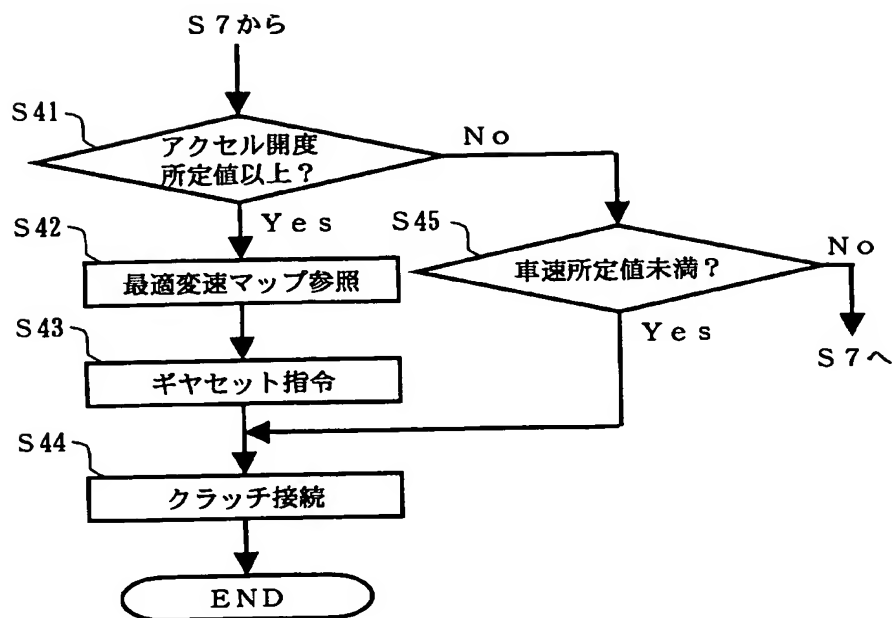 S7から
S41
アクセル開度
所定値以上?
No
Yes
S42
最適変速マップ参照
S45
車速所定値未満?
No
Yes
S7へ
S43
ギヤセット指令
S44
クラッチ接続
END